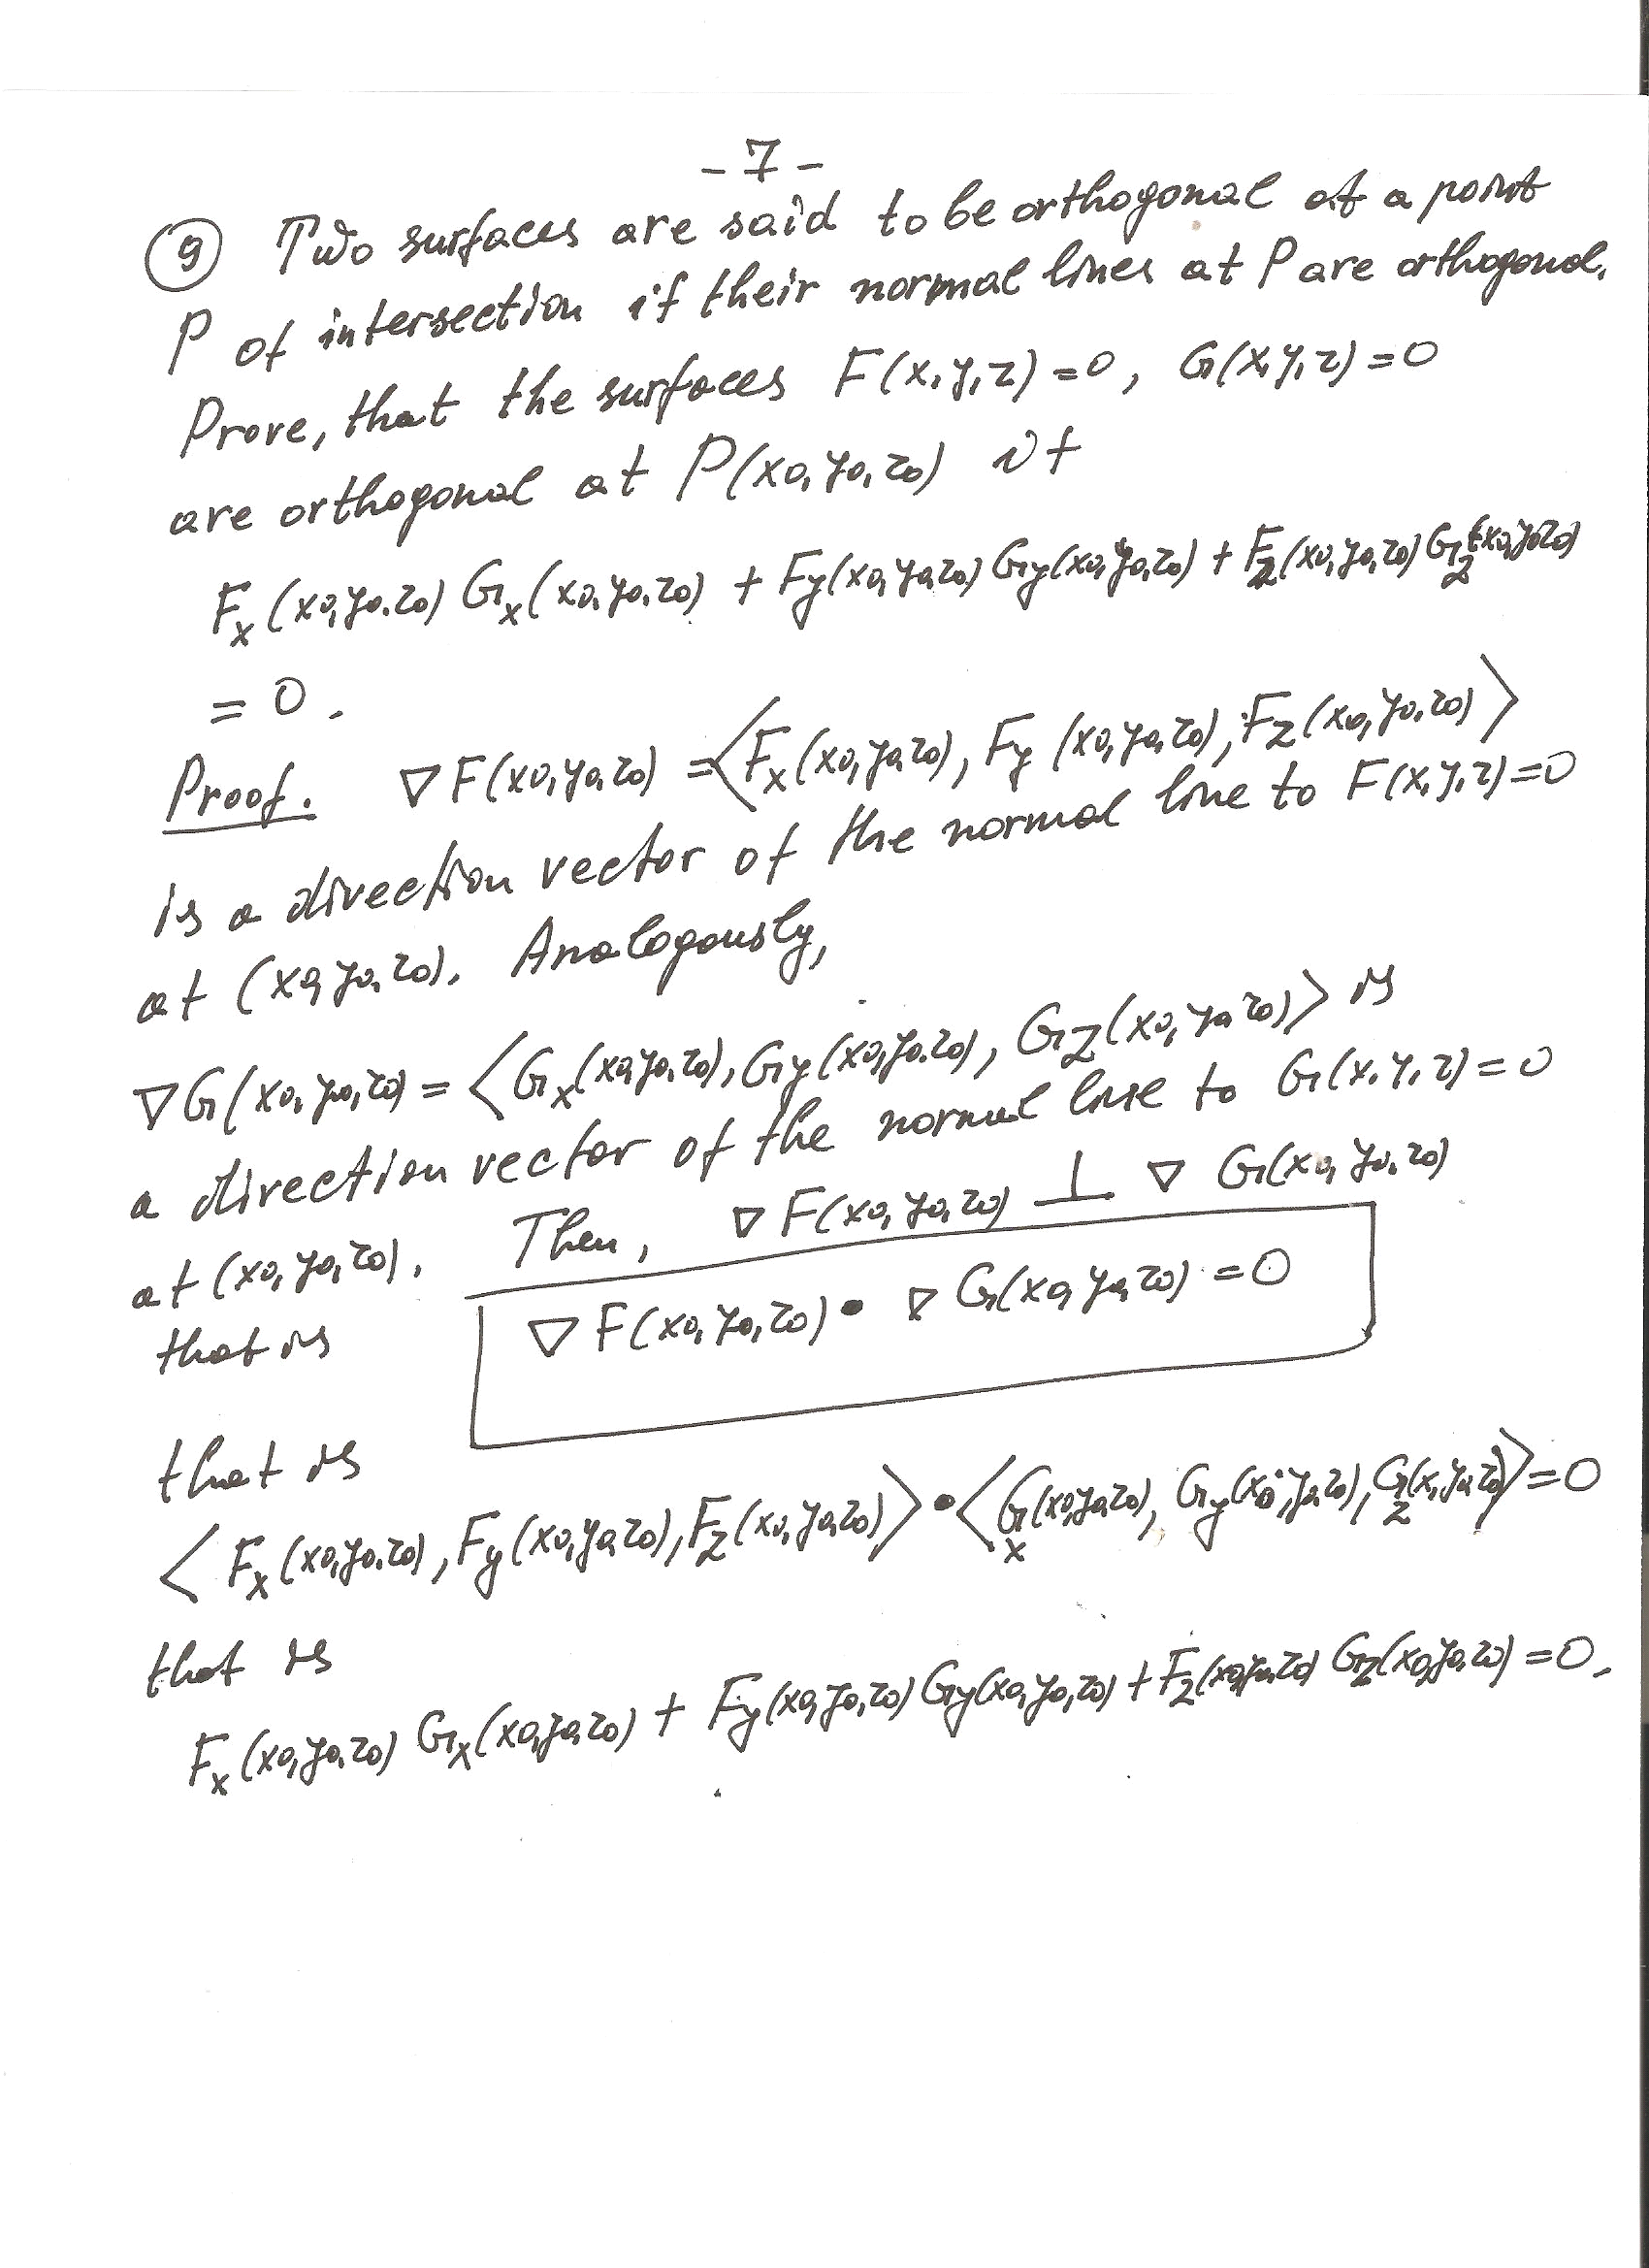 - 7 -
⑨ Two surfaces are said to be orthogonal at a point
P of intersection if their normal lines at P are orthogonal.
Prove, that the surfaces F(x,y,z)=0, G(x,y,z)=0
are orthogonal at P(x0,y0,z0) if
Fx(x0,y0,z0) Gx(x0,y0,z0) + Fy(x0,y0,z0) Gy(x0,y0,z0) + Fz(x0,y0,z0) Gz(x0,y0,z0)
= 0.
Proof. ∇F(x0,y0,z0) = <Fx(x0,y0,z0), Fy(x0,y0,z0), Fz(x0,y0,z0)>
is a direction vector of the normal line to F(x,y,z)=0
at (x0,y0,z0). Analogously,
∇G(x0,y0,z0) = <Gx(x0,y0,z0), Gy(x0,y0,z0), Gz(x0,y0,z0)> is
a direction vector of the normal line to G(x,y,z)=0
at (x0,y0,z0). Then, ∇F(x0,y0,z0) ⊥ ∇G(x0,y0,z0)
that is ∇F(x0,y0,z0) • ∇G(x0,y0,z0) = 0
that is
<Fx(x0,y0,z0), Fy(x0,y0,z0), Fz(x0,y0,z0)> • <Gx(x0,y0,z0), Gy(x0,y0,z0), Gz(x,y0,z0)> = 0
that is
Fx(x0,y0,z0) Gx(x0,y0,z0) + Fy(x0,y0,z0) Gy(x0,y0,z0) + Fz(x0,y0,z0) Gz(x0,y0,z0) = 0.